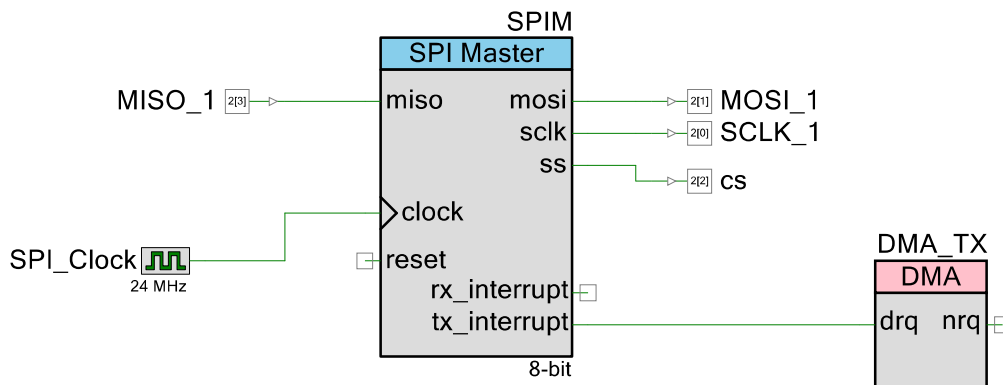 SPIM
SPI Master
MISO_1 2[3] miso mosi 2[1] MOSI_1
sclk 2[0] SCLK_1
ss 2[2] cs
clock
SPI_Clock
24 MHz
reset
rx_interrupt
tx_interrupt
8-bit
DMA_TX
DMA
drq nrq